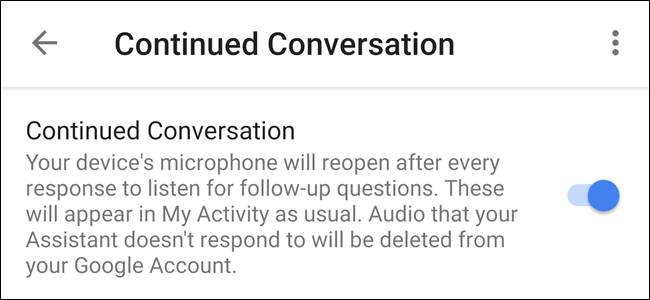 Continued Conversation
Continued Conversation
Your device's microphone will reopen after every
response to listen for follow-up questions. These
will appear in My Activity as usual. Audio that your
Assistant doesn't respond to will be deleted from
your Google Account.